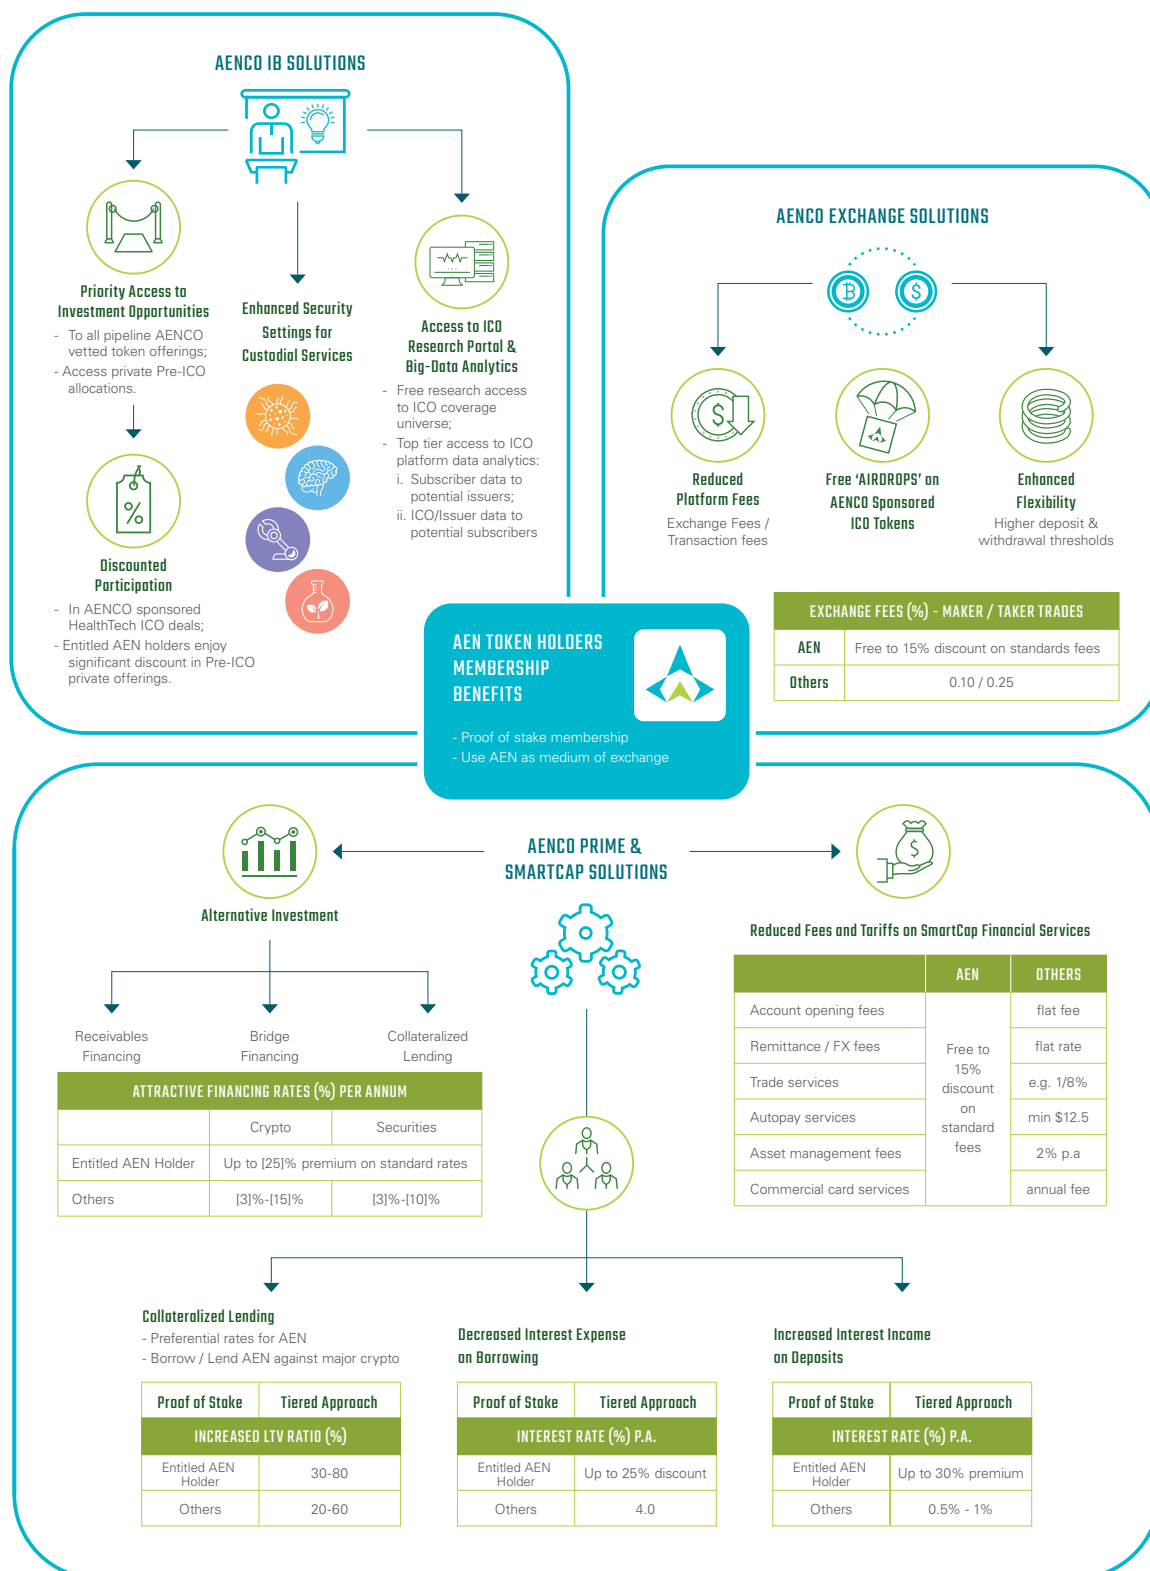 AENCO IB SOLUTIONS
Priority Access to
Investment Opportunities
- To all pipeline AENCO
vetted token offerings;
- Access private Pre-ICO
allocations.
Discounted
Participation
- In AENCO sponsored
HealthTech ICO deals;
- Entitled AEN holders enjoy
significant discount in Pre-ICO
private offerings.
Enhanced Security
Settings for
Custodial Services
Access to ICO
Research Portal &
Big-Data Analytics
- Free research access
to ICO coverage
universe;
- Top tier access to ICO
platform data analytics:
i. Subscriber data to
potential issuers;
ii. ICO/Issuer data to
potential subscribers
AENCO EXCHANGE SOLUTIONS
Reduced
Platform Fees
Exchange Fees /
Transaction fees
Free ‘AIRDROPS’ on
AENCO Sponsored
ICO Tokens
Enhanced
Flexibility
Higher deposit &
withdrawal thresholds
EXCHANGE FEES (%) - MAKER / TAKER TRADES
AEN Free to 15% discount on standards fees
Others 0.10 / 0.25
AEN TOKEN HOLDERS
MEMBERSHIP
BENEFITS
- Proof of stake membership
- Use AEN as medium of exchange
AENCO PRIME &
SMARTCAP SOLUTIONS
Alternative Investment
Receivables
Financing
Bridge
Financing
Collateralized
Lending
ATTRACTIVE FINANCING RATES (%) PER ANNUM
Crypto Securities
Entitled AEN Holder Up to [25]% premium on standard rates
Others [3]%-[15]% [3]%-[10]%
Reduced Fees and Tariffs on SmartCap Financial Services
AEN OTHERS
Account opening fees flat fee
Remittance / FX fees flat rate
Trade services e.g. 1/8%
Autopay services min $12.5
Asset management fees 2% p.a
Commercial card services annual fee
Free to
15%
discount
on
standard
fees
Collateralized Lending
- Preferential rates for AEN
- Borrow / Lend AEN against major crypto
Proof of Stake Tiered Approach
INCREASED LTV RATIO (%)
Entitled AEN
Holder 30-80
Others 20-60
Decreased Interest Expense
on Borrowing
Proof of Stake Tiered Approach
INTEREST RATE (%) P.A.
Entitled AEN
Holder Up to 25% discount
Others 4.0
Increased Interest Income
on Deposits
Proof of Stake Tiered Approach
INTEREST RATE (%) P.A.
Entitled AEN
Holder Up to 30% premium
Others 0.5% - 1%